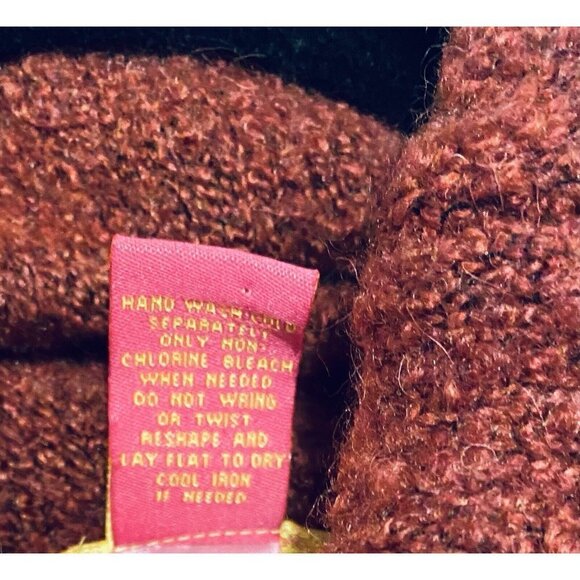 HAND WASH COLD
SEPARATELY
ONLY NON-
CHLORINE BLEACH
WHEN NEEDED
DO NOT WRING
OR TWIST
RESHAPE AND
LAY FLAT TO DRY
COOL IRON
IF NEEDED